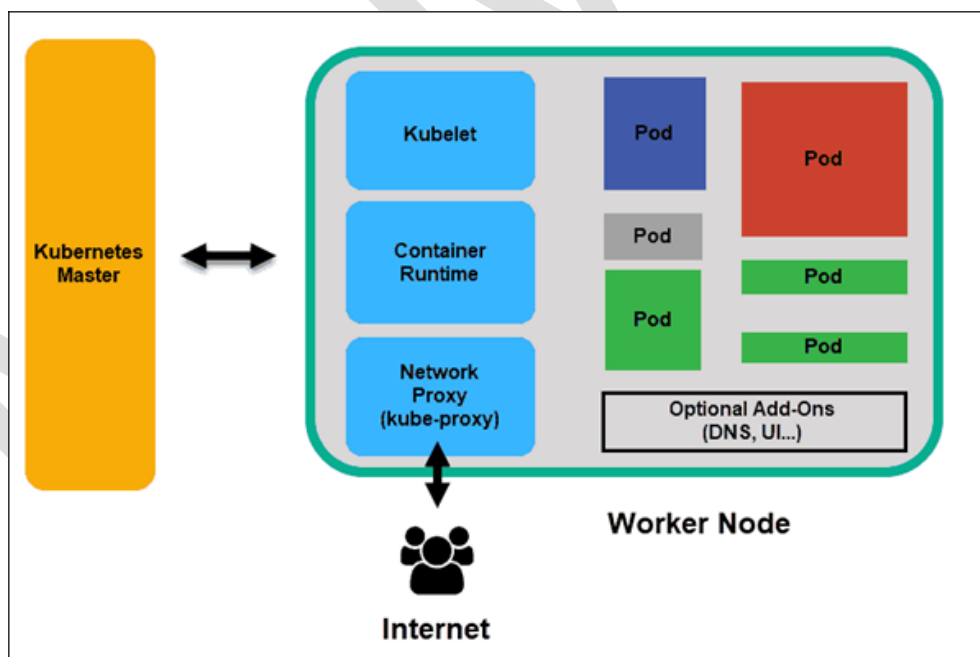 Kubernetes
Master
Kubelet
Container
Runtime
Network
Proxy
(kube-proxy)
Pod
Pod
Pod
Pod
Pod
Pod
Optional Add-Ons
(DNS, UI...)
Worker Node
Internet